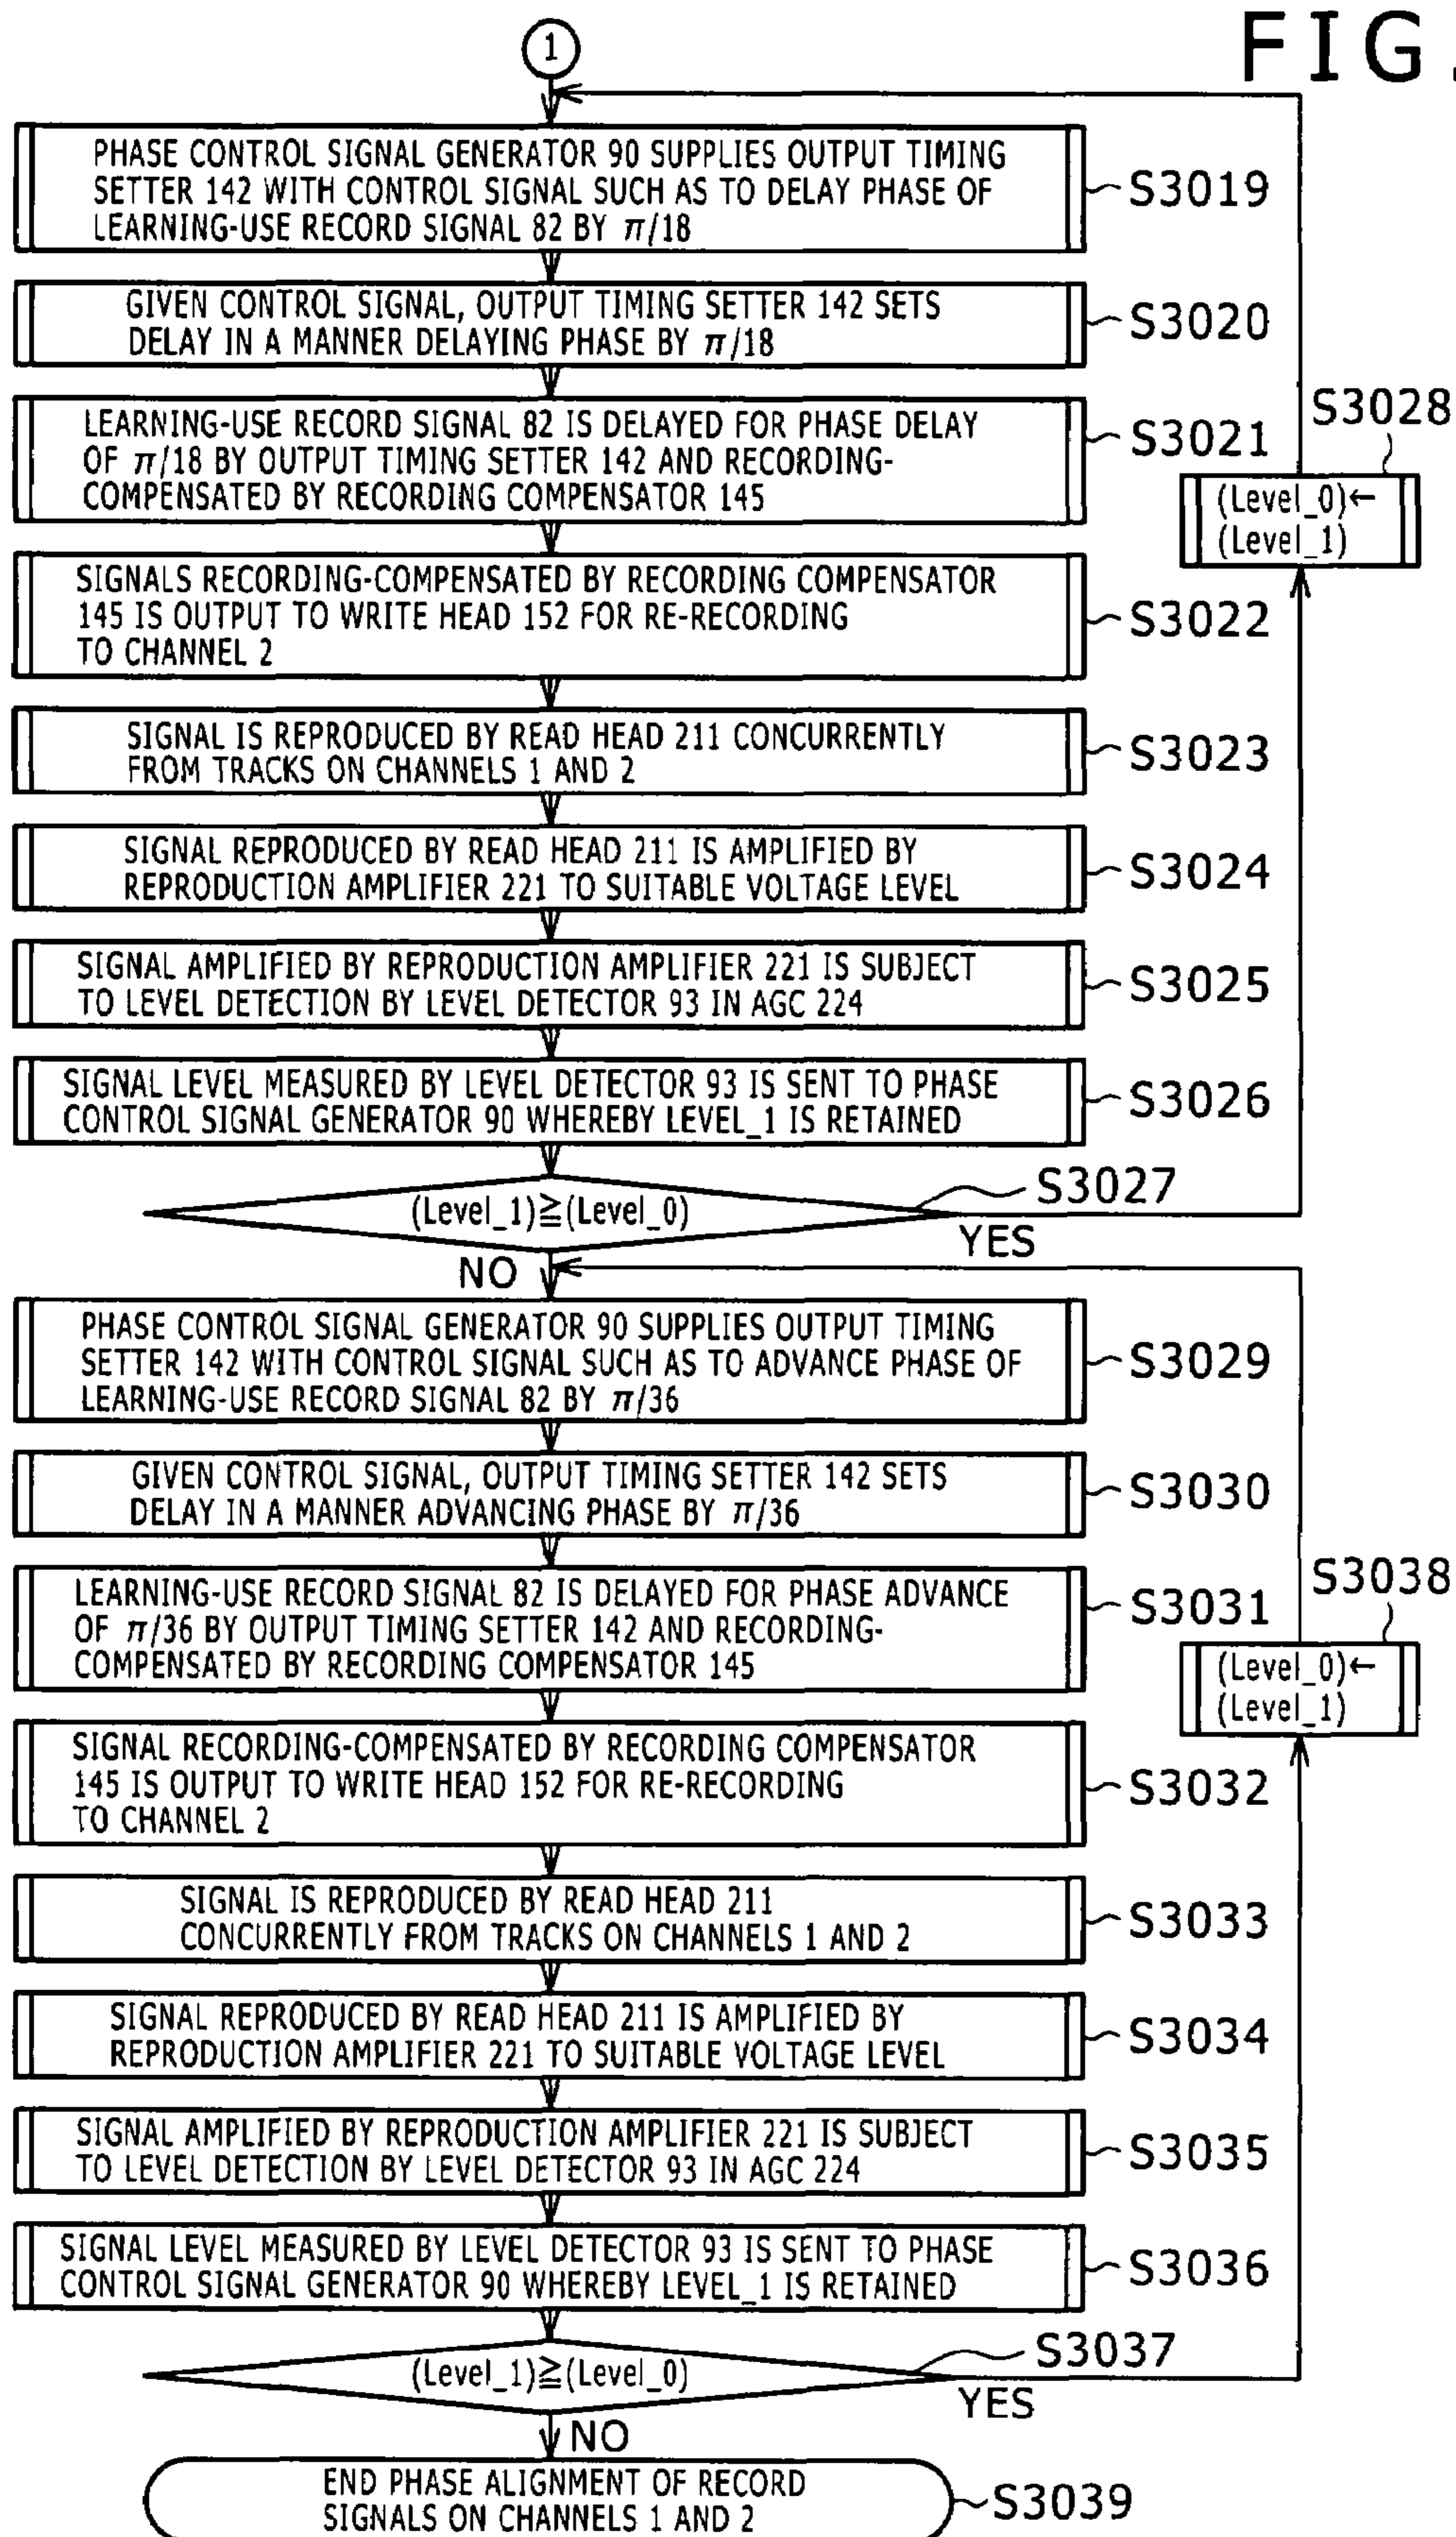 FIG.
1
PHASE CONTROL SIGNAL GENERATOR 90 SUPPLIES OUTPUT TIMING
SETTER 142 WITH CONTROL SIGNAL SUCH AS TO DELAY PHASE OF
LEARNING-USE RECORD SIGNAL 82 BY π/18
S3019
GIVEN CONTROL SIGNAL, OUTPUT TIMING SETTER 142 SETS
DELAY IN A MANNER DELAYING PHASE BY π/18
S3020
LEARNING-USE RECORD SIGNAL 82 IS DELAYED FOR PHASE DELAY
OF π/18 BY OUTPUT TIMING SETTER 142 AND RECORDING-
COMPENSATED BY RECORDING COMPENSATOR 145
S3021
S3028
(Level_0)←
(Level_1)
SIGNALS RECORDING-COMPENSATED BY RECORDING COMPENSATOR
145 IS OUTPUT TO WRITE HEAD 152 FOR RE-RECORDING
TO CHANNEL 2
S3022
SIGNAL IS REPRODUCED BY READ HEAD 211 CONCURRENTLY
FROM TRACKS ON CHANNELS 1 AND 2
S3023
SIGNAL REPRODUCED BY READ HEAD 211 IS AMPLIFIED BY
REPRODUCTION AMPLIFIER 221 TO SUITABLE VOLTAGE LEVEL
S3024
SIGNAL AMPLIFIED BY REPRODUCTION AMPLIFIER 221 IS SUBJECT
TO LEVEL DETECTION BY LEVEL DETECTOR 93 IN AGC 224
S3025
SIGNAL LEVEL MEASURED BY LEVEL DETECTOR 93 IS SENT TO PHASE
CONTROL SIGNAL GENERATOR 90 WHEREBY LEVEL_1 IS RETAINED
S3026
(Level_1)≧(Level_0)
S3027
YES
NO
PHASE CONTROL SIGNAL GENERATOR 90 SUPPLIES OUTPUT TIMING
SETTER 142 WITH CONTROL SIGNAL SUCH AS TO ADVANCE PHASE OF
LEARNING-USE RECORD SIGNAL 82 BY π/36
S3029
GIVEN CONTROL SIGNAL, OUTPUT TIMING SETTER 142 SETS
DELAY IN A MANNER ADVANCING PHASE BY π/36
S3030
LEARNING-USE RECORD SIGNAL 82 IS DELAYED FOR PHASE ADVANCE
OF π/36 BY OUTPUT TIMING SETTER 142 AND RECORDING-
COMPENSATED BY RECORDING COMPENSATOR 145
S3031
S3038
(Level_0)←
(Level_1)
SIGNAL RECORDING-COMPENSATED BY RECORDING COMPENSATOR
145 IS OUTPUT TO WRITE HEAD 152 FOR RE-RECORDING
TO CHANNEL 2
S3032
SIGNAL IS REPRODUCED BY READ HEAD 211
CONCURRENTLY FROM TRACKS ON CHANNELS 1 AND 2
S3033
SIGNAL REPRODUCED BY READ HEAD 211 IS AMPLIFIED BY
REPRODUCTION AMPLIFIER 221 TO SUITABLE VOLTAGE LEVEL
S3034
SIGNAL AMPLIFIED BY REPRODUCTION AMPLIFIER 221 IS SUBJECT
TO LEVEL DETECTION BY LEVEL DETECTOR 93 IN AGC 224
S3035
SIGNAL LEVEL MEASURED BY LEVEL DETECTOR 93 IS SENT TO PHASE
CONTROL SIGNAL GENERATOR 90 WHEREBY LEVEL_1 IS RETAINED
S3036
(Level_1)≧(Level_0)
S3037
YES
NO
END PHASE ALIGNMENT OF RECORD
SIGNALS ON CHANNELS 1 AND 2
S3039